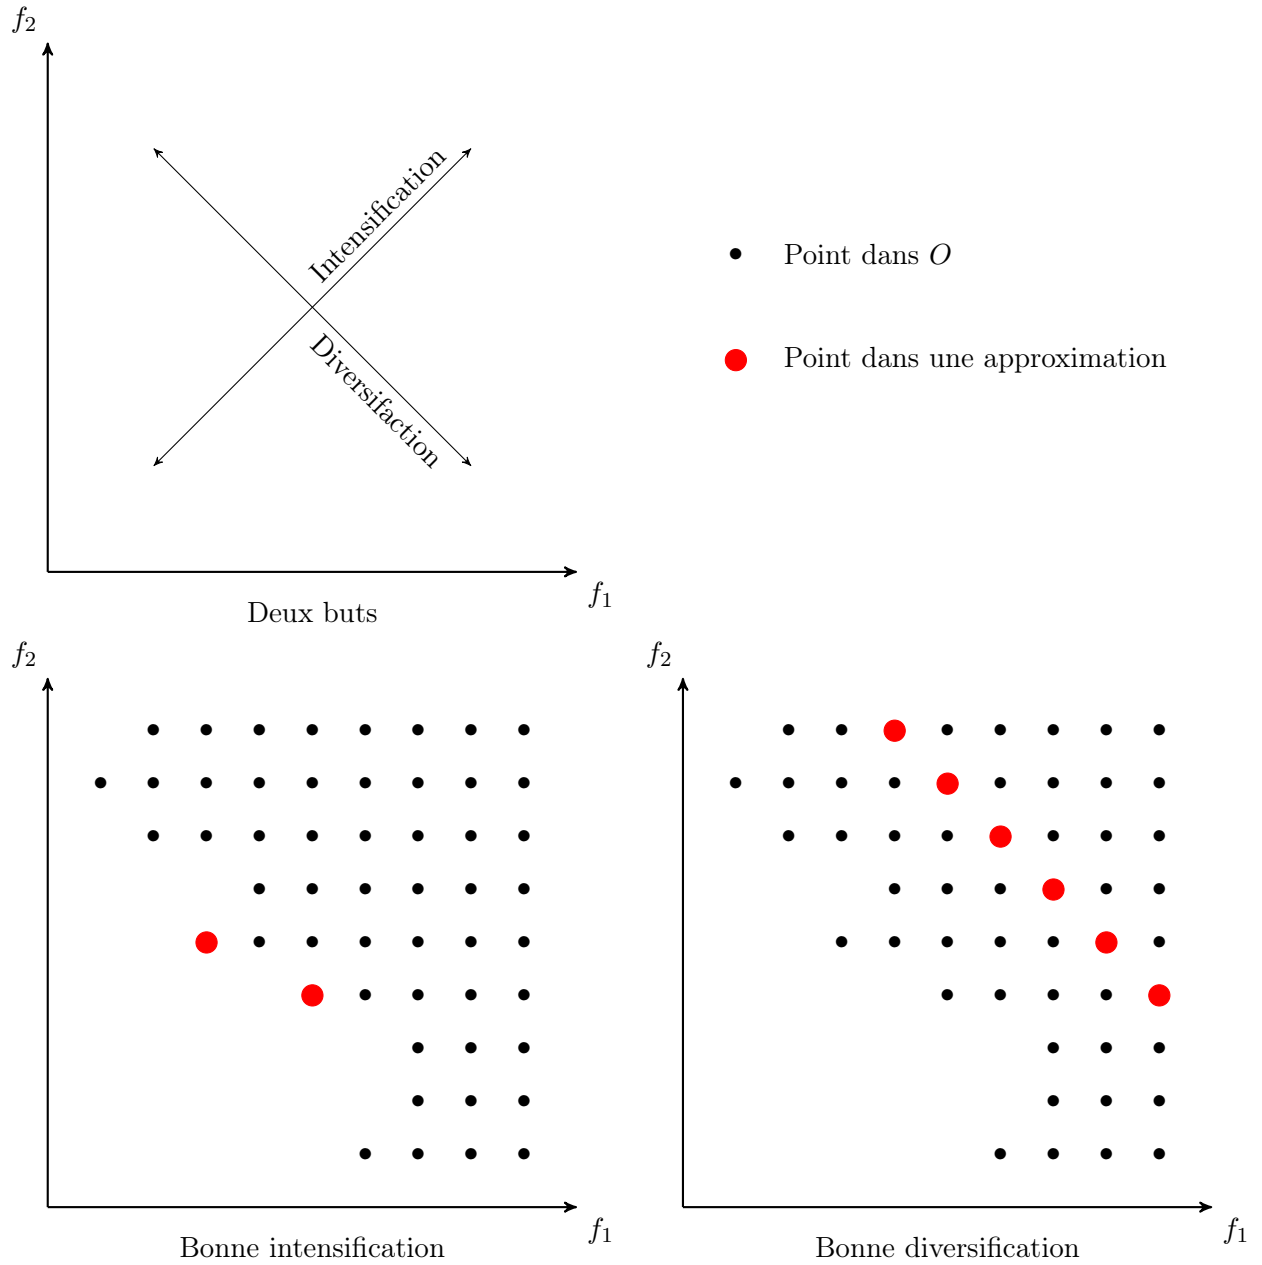 f₂
Intensification
Diversifaction
f₁
Deux buts
Point dans O
Point dans une approximation
f₂
f₁
Bonne intensification
f₂
f₁
Bonne diversification